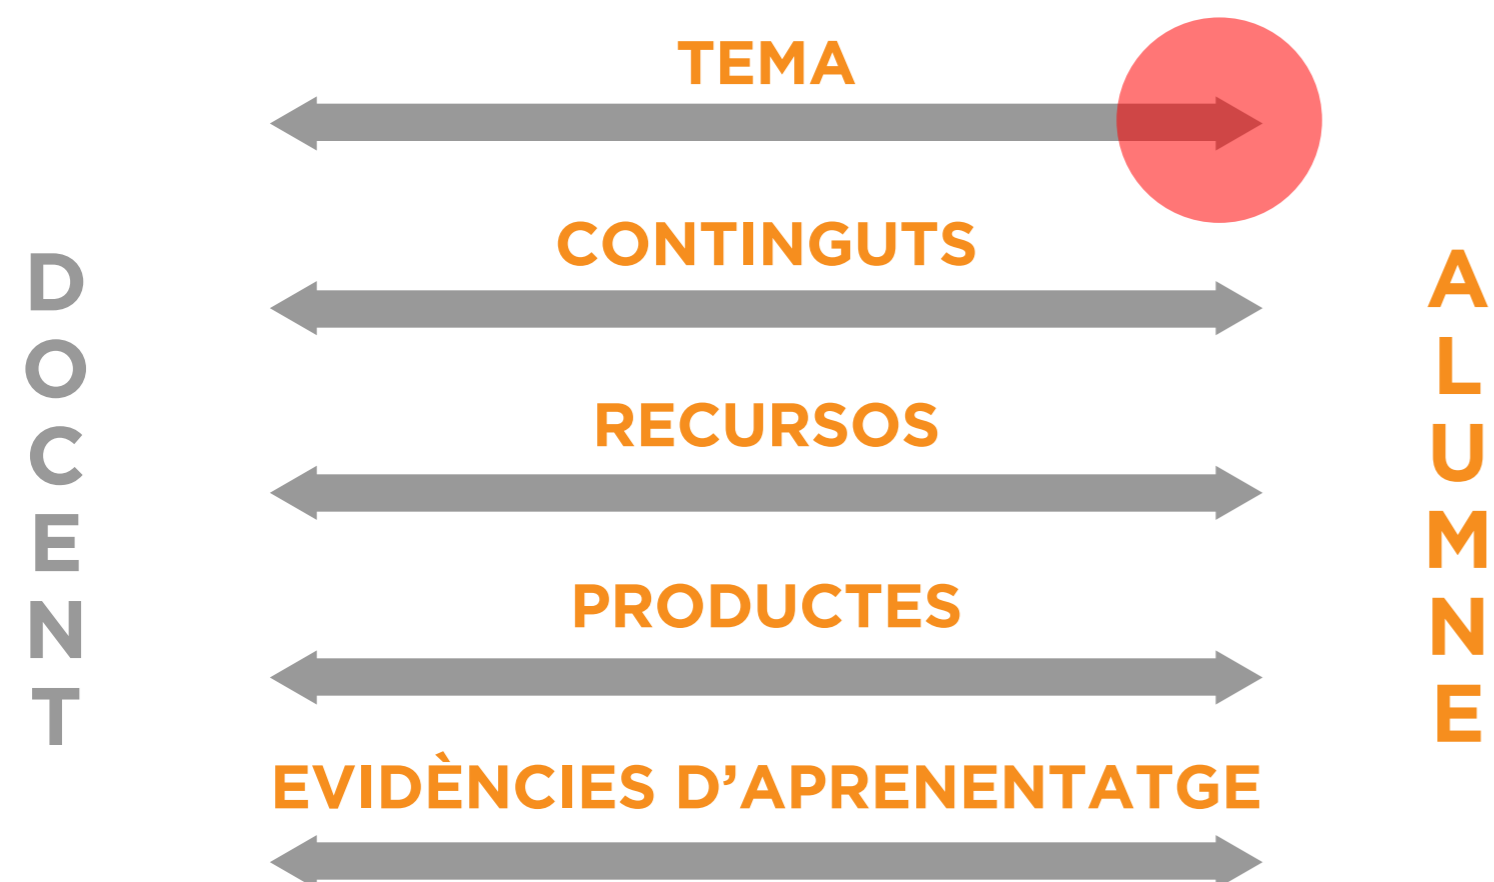 TEMA
CONTINGUTS
RECURSOS
PRODUCTES
EVIDÈNCIES D’APRENENTATGE
DOCENT
ALUMNE